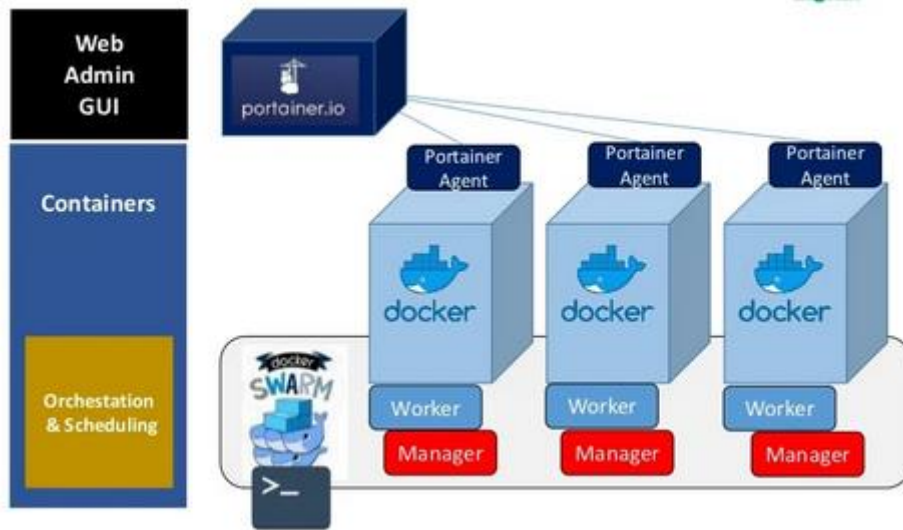 Web
Admin
GUI
portainer.io
Portainer
Agent
Portainer
Agent
Portainer
Agent
Containers
docker
docker
docker
docker
SWARM
Orchestation
& Scheduling
Worker
Worker
Worker
Manager
Manager
Manager
>_